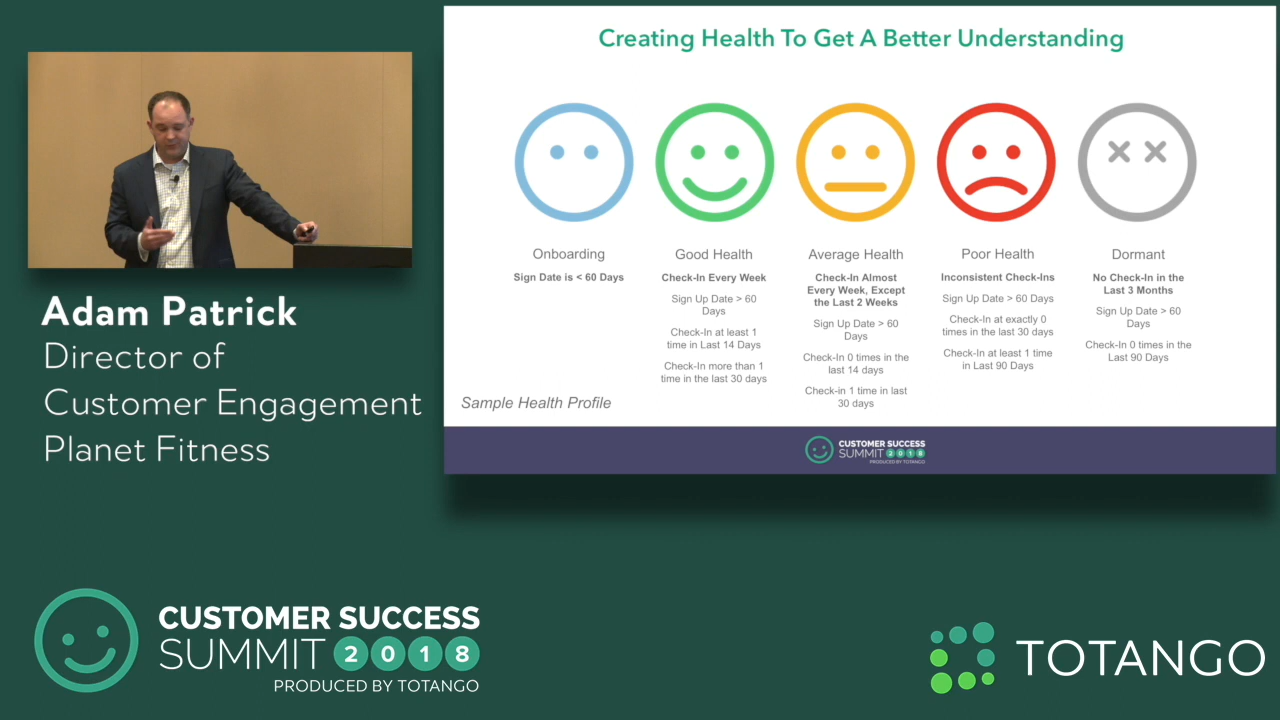 Creating Health To Get A Better Understanding
Onboarding
Sign Date is < 60 Days
Good Health
Check-In Every Week
Sign Up Date > 60
Days
Check-In at least 1
time in Last 14 Days
Check-In more than 1
time in the last 30 days
Average Health
Check-In Almost
Every Week, Except
the Last 2 Weeks
Sign Up Date > 60
Days
Check-In 0 times in the
last 14 days
Check-in 1 time in last
30 days
Poor Health
Inconsistent Check-Ins
Sign Up Date > 60 Days
Check-In at exactly 0
times in the last 30 days
Check-In at least 1 time
in Last 90 Days
Dormant
No Check-In in the
Last 3 Months
Sign Up Date > 60
Days
Check-In 0 times in the
Last 90 Days
Sample Health Profile
CUSTOMER SUCCESS
SUMMIT 2018
PRODUCED BY TOTANGO
Adam Patrick
Director of
Customer Engagement
Planet Fitness
CUSTOMER SUCCESS
SUMMIT 2018
PRODUCED BY TOTANGO
TOTANGO